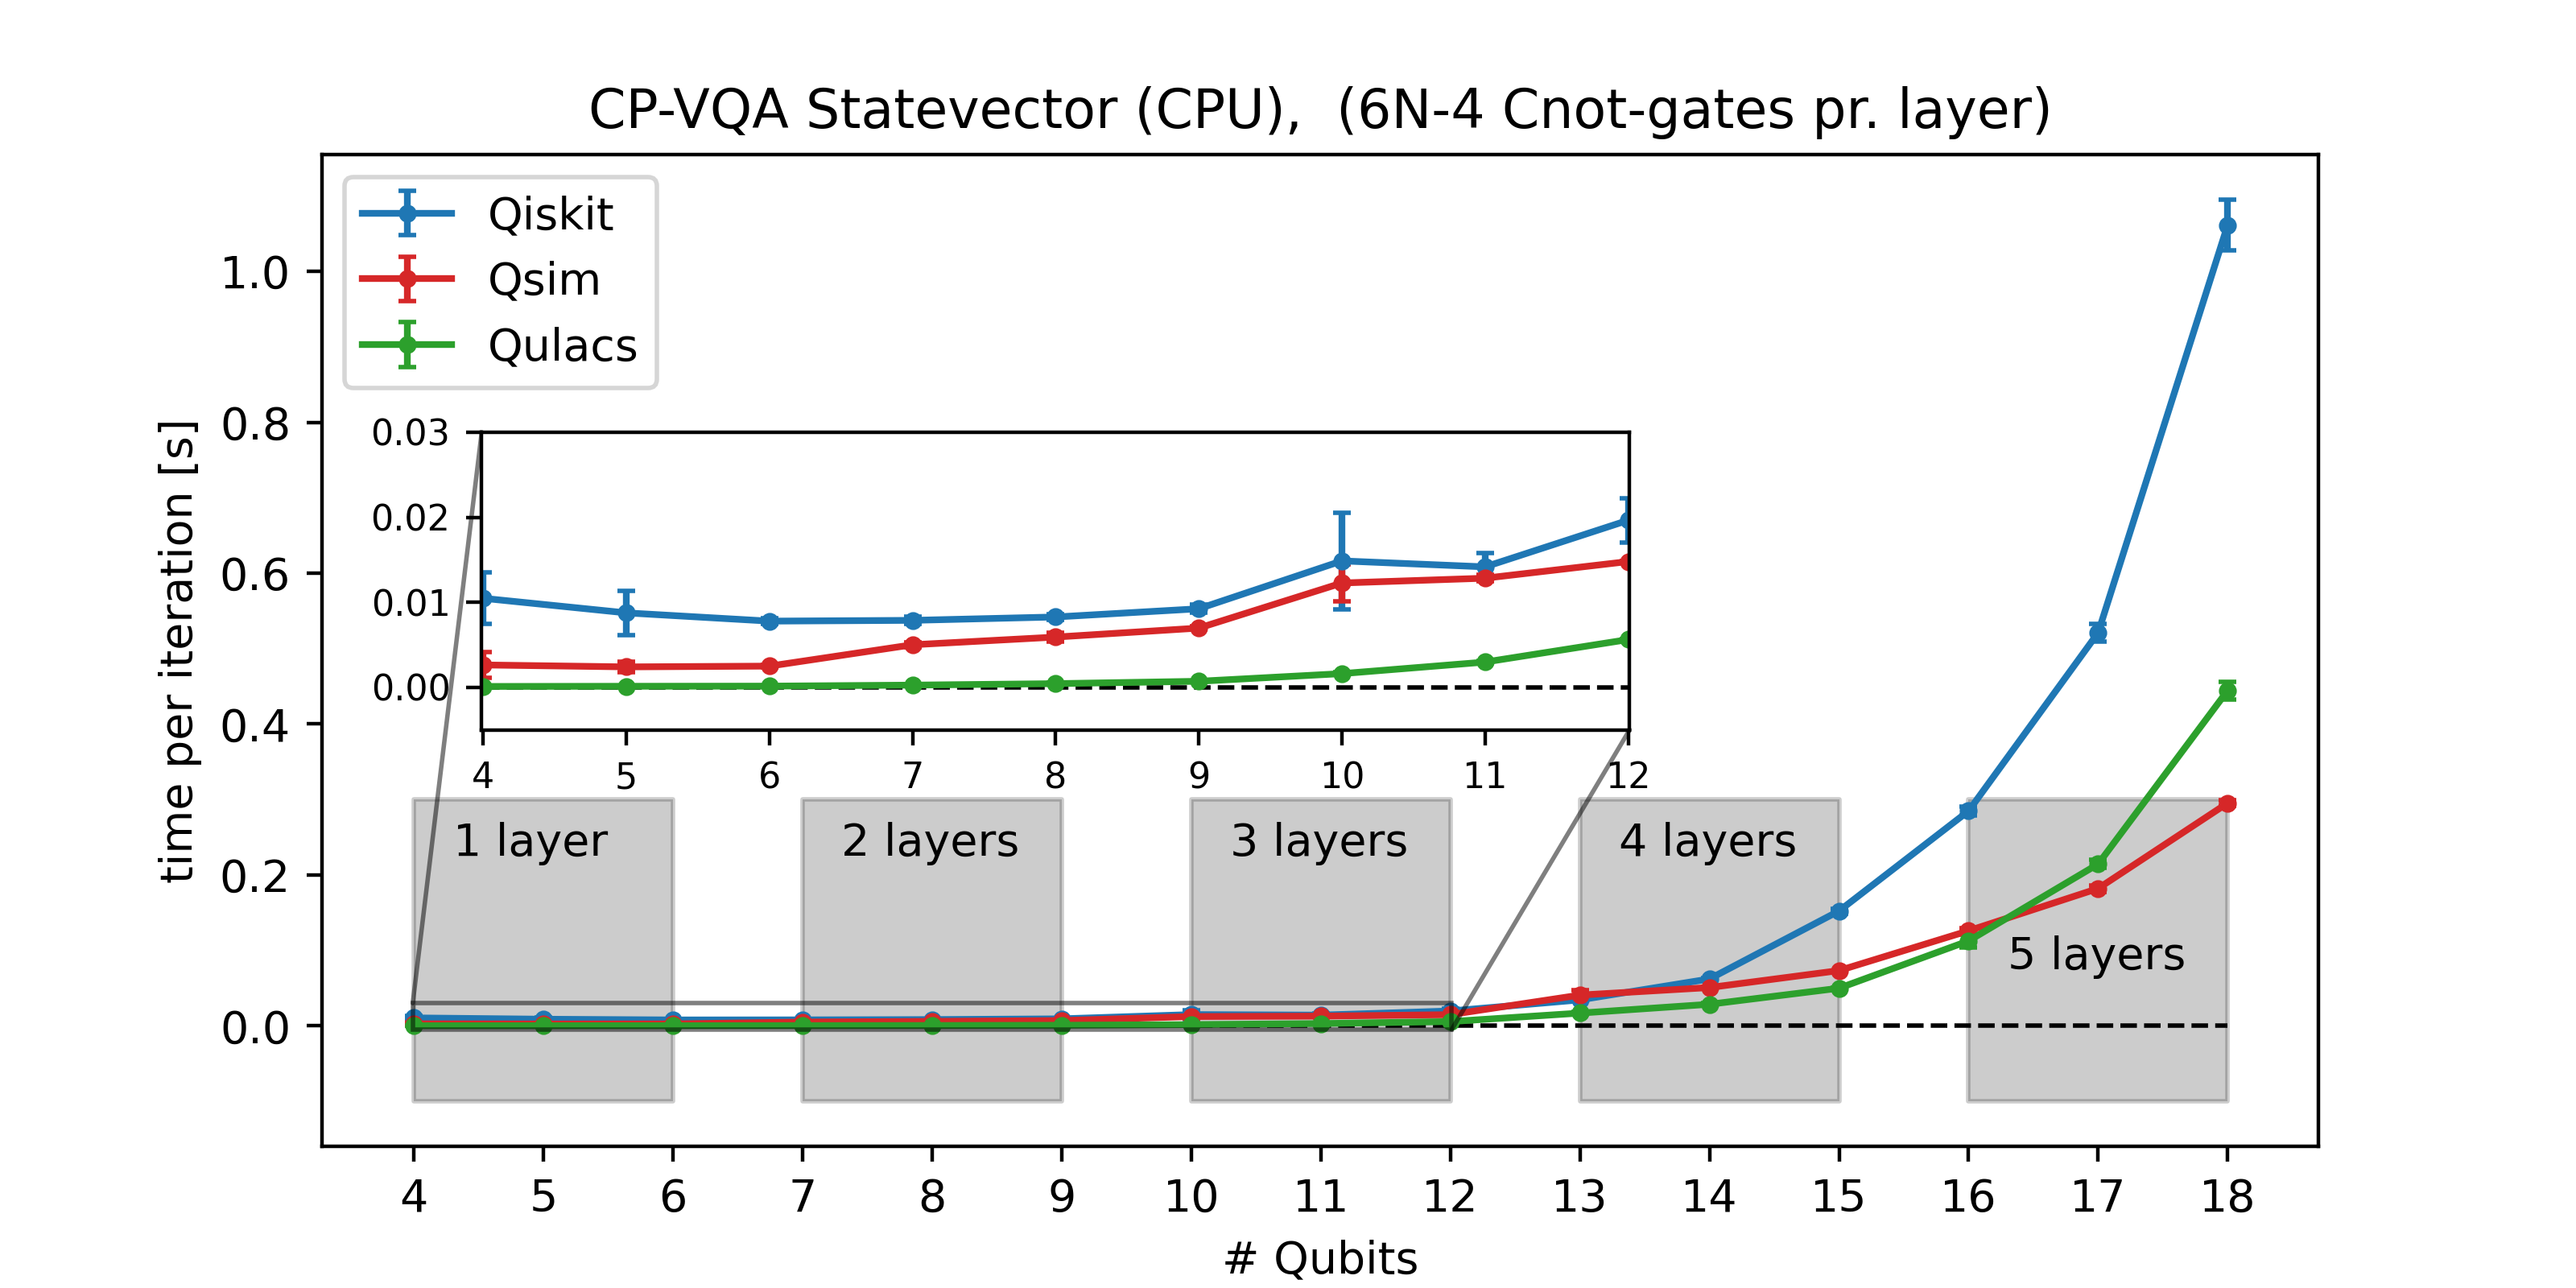 CP-VQA Statevector (CPU),  (6N-4 Cnot-gates pr. layer)
Qiskit
Qsim
Qulacs
time per iteration [s]
1.0
0.8
0.6
0.4
0.2
0.0
0.03
0.02
0.01
0.00
4 5 6 7 8 9 10 11 12
1 layer
2 layers
3 layers
4 layers
5 layers
4 5 6 7 8 9 10 11 12 13 14 15 16 17 18
# Qubits